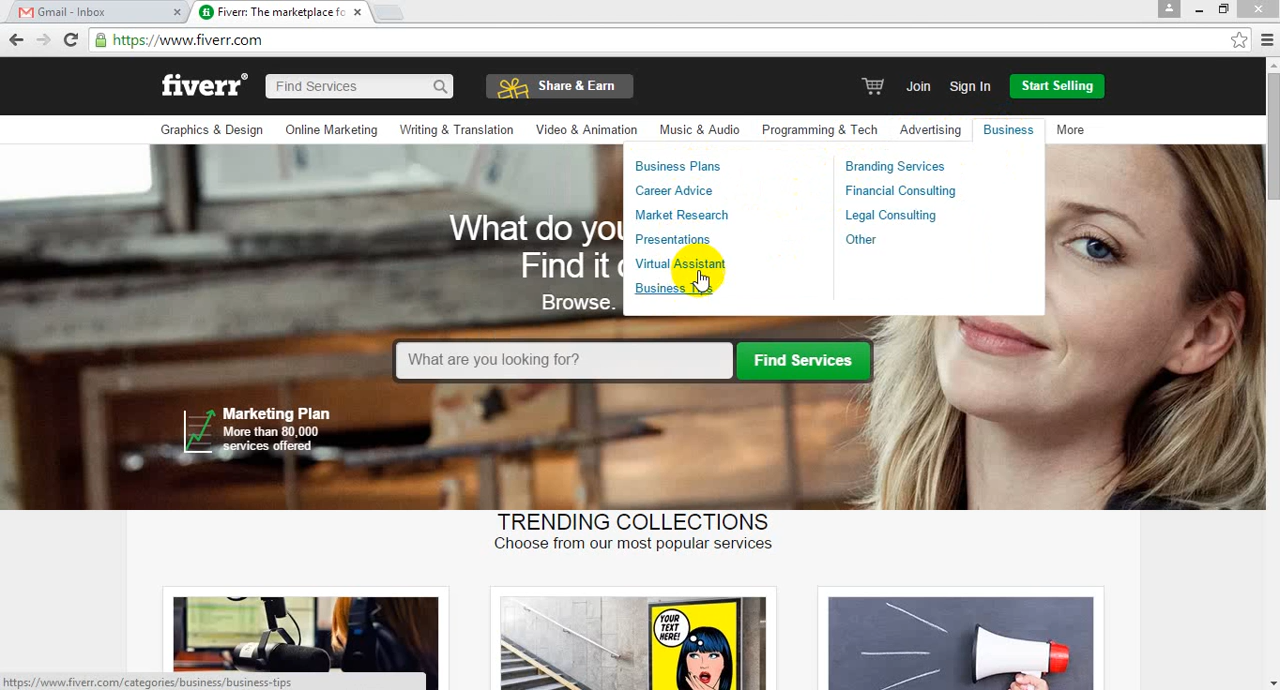 Gmail - Inbox
Fiverr: The marketplace fo
https://www.fiverr.com
fiverr®
Find Services
Share & Earn
Join
Sign In
Start Selling
Graphics & Design
Online Marketing
Writing & Translation
Video & Animation
Music & Audio
Programming & Tech
Advertising
Business
More
Business Plans
Career Advice
Market Research
Presentations
Virtual Assistant
Business Tips
Branding Services
Financial Consulting
Legal Consulting
Other
What do you
Find it
Browse.
What are you looking for?
Find Services
Marketing Plan
More than 80,000
services offered
TRENDING COLLECTIONS
Choose from our most popular services
YOUR
TEXT
HERE!
https://www.fiverr.com/categories/business/business-tips